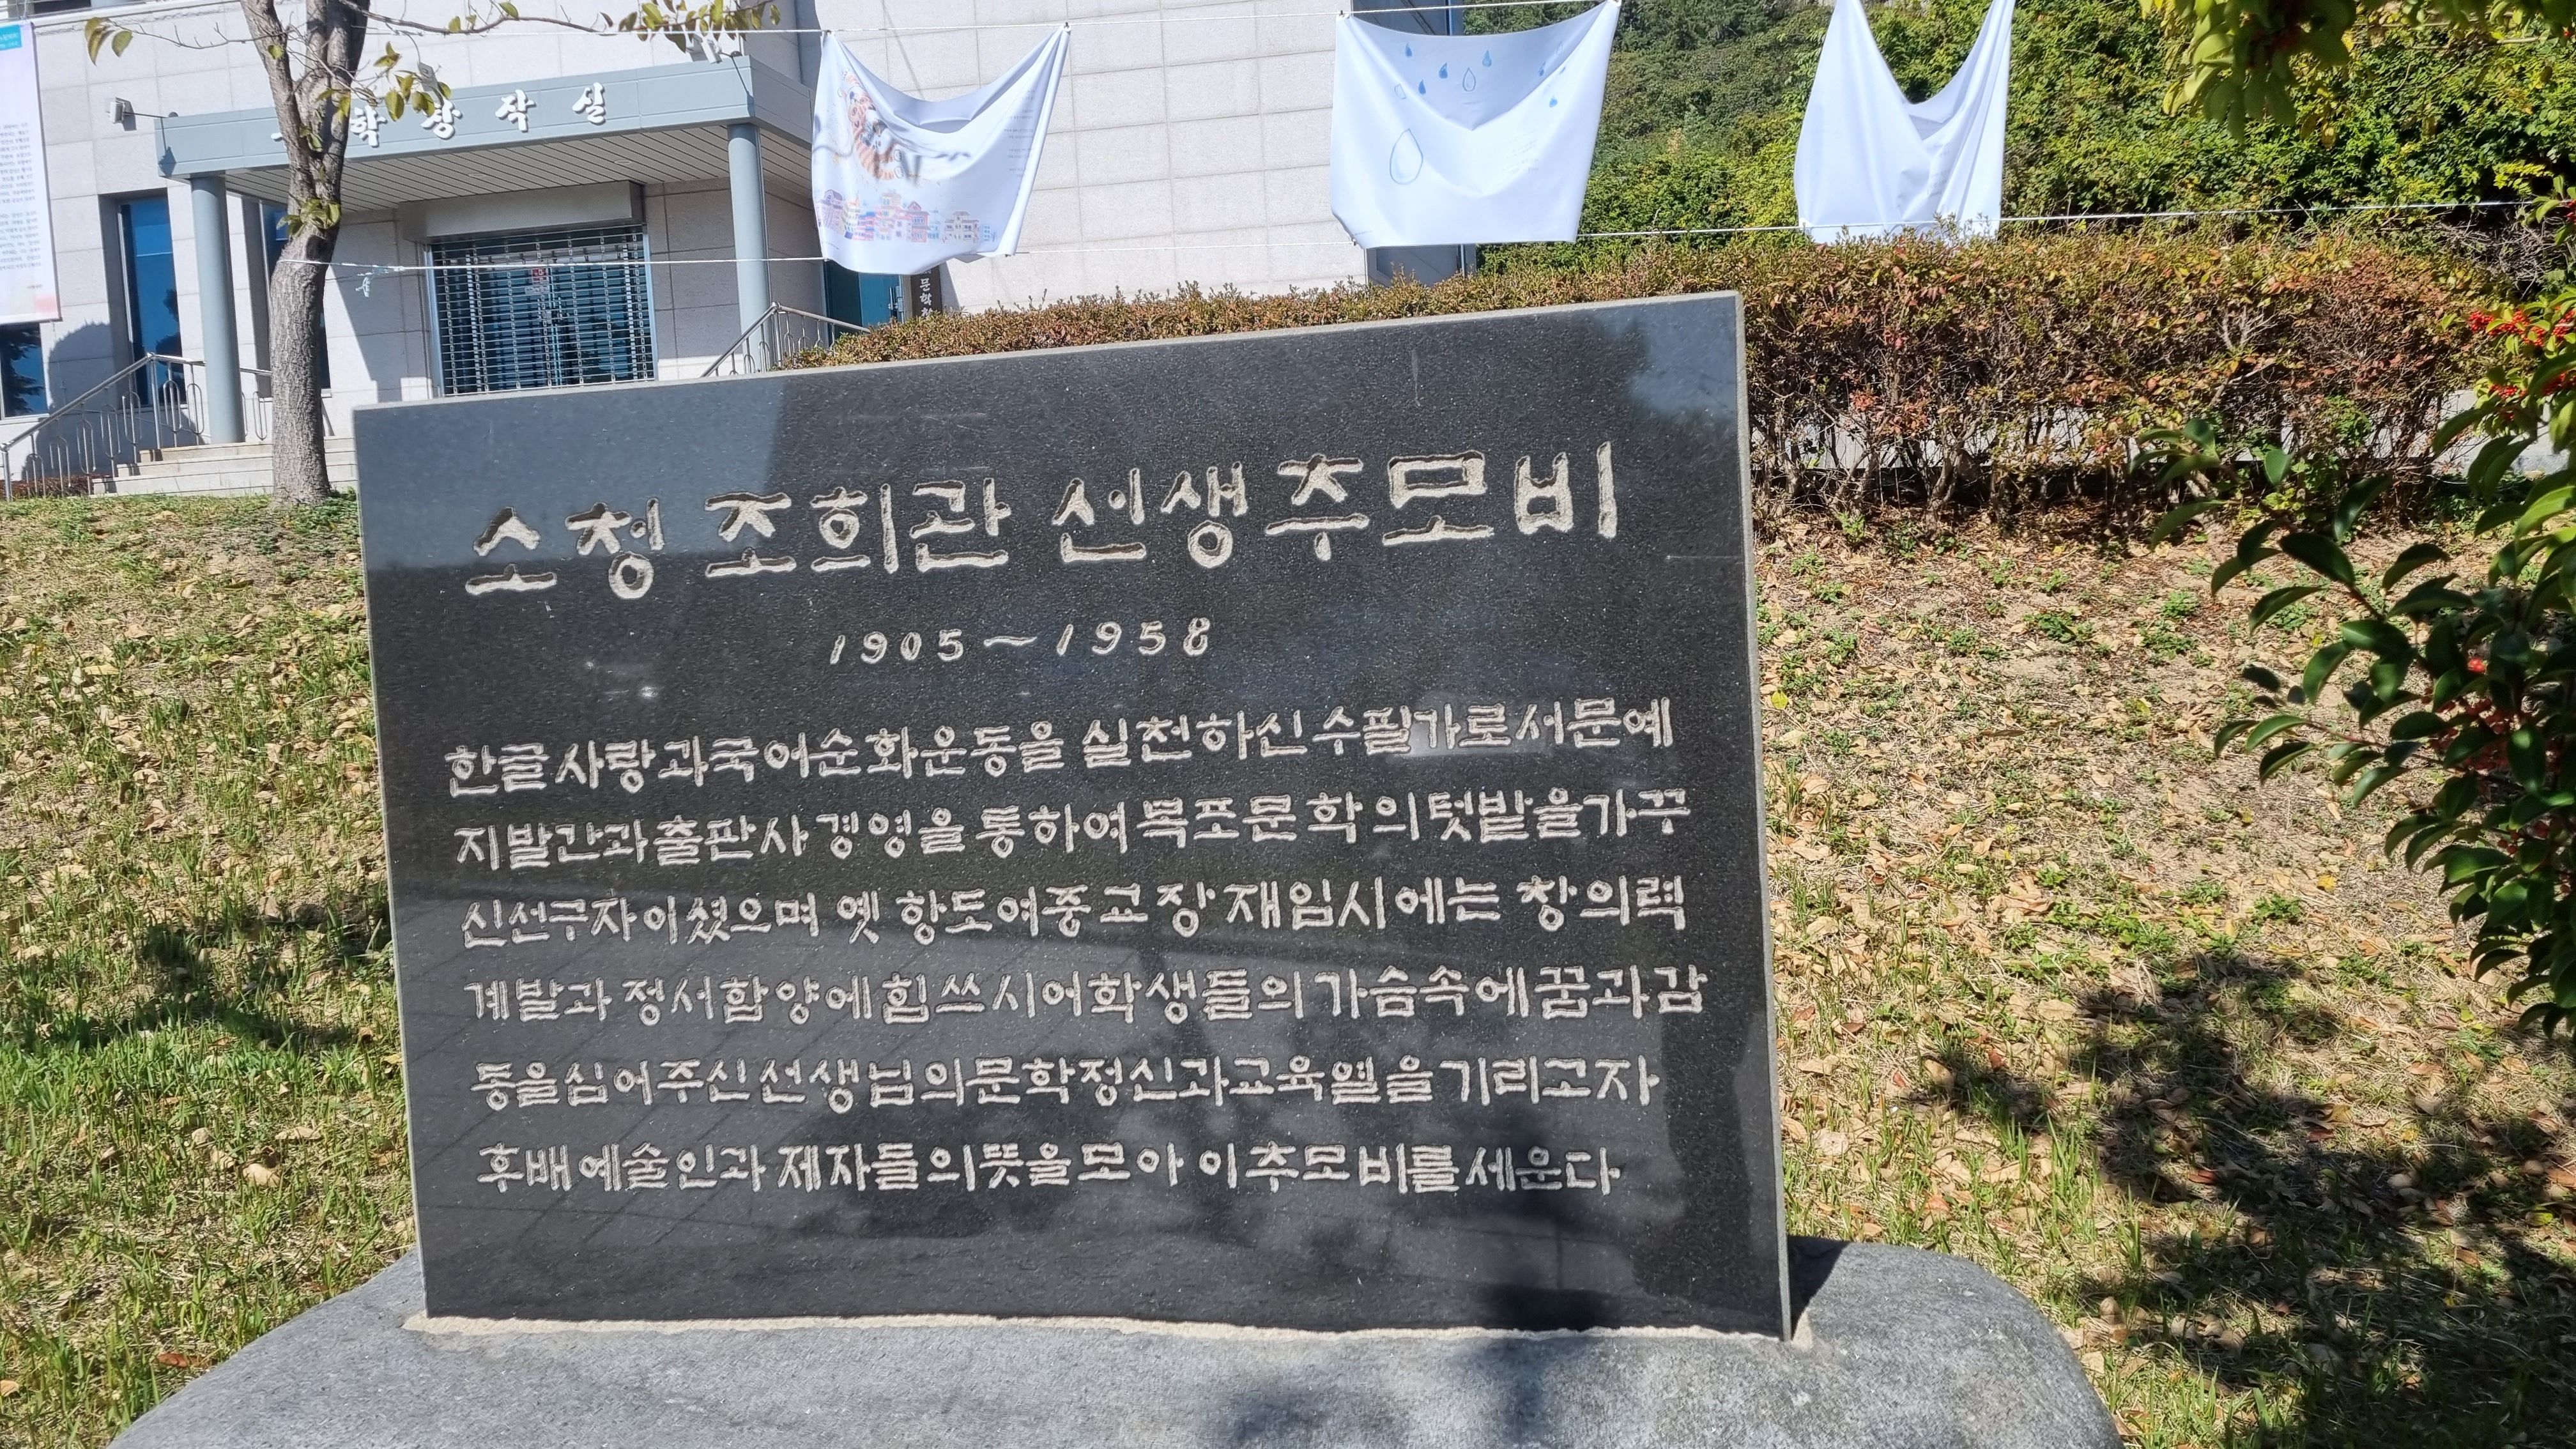 학창작실
문학
소청 조희관 선생 추모비
1905~1958
한글 사랑과 국어순화운동을 실천하신 수필가로서 문예
지발간과 출판사 경영을 통하여 목포문학의 텃밭을 가꾸
신 선구자이셨으며 옛 항도여중 교장 재임시에는 창의력
계발과 정서함양에 힘쓰시어 학생들의 가슴속에 꿈과 감
동을 심어주신 선생님의 문학정신과 교육얼을 기리고자
후배 예술인과 제자들의 뜻을 모아 이 추모비를 세운다